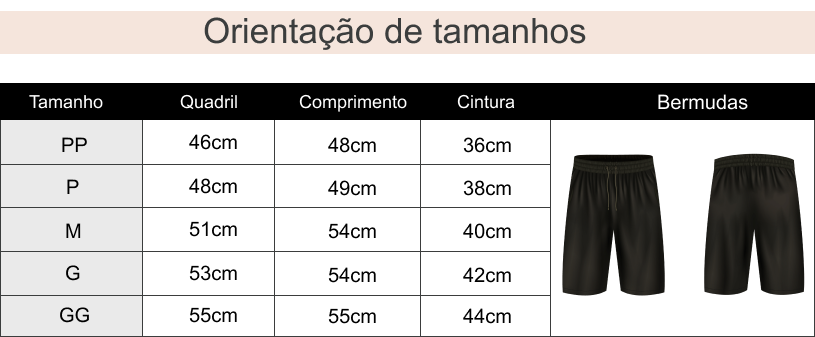 Orientação de tamanhos
Tamanho Quadril Comprimento Cintura Bermudas
PP 46cm 48cm 36cm
P 48cm 49cm 38cm
M 51cm 54cm 40cm
G 53cm 54cm 42cm
GG 55cm 55cm 44cm